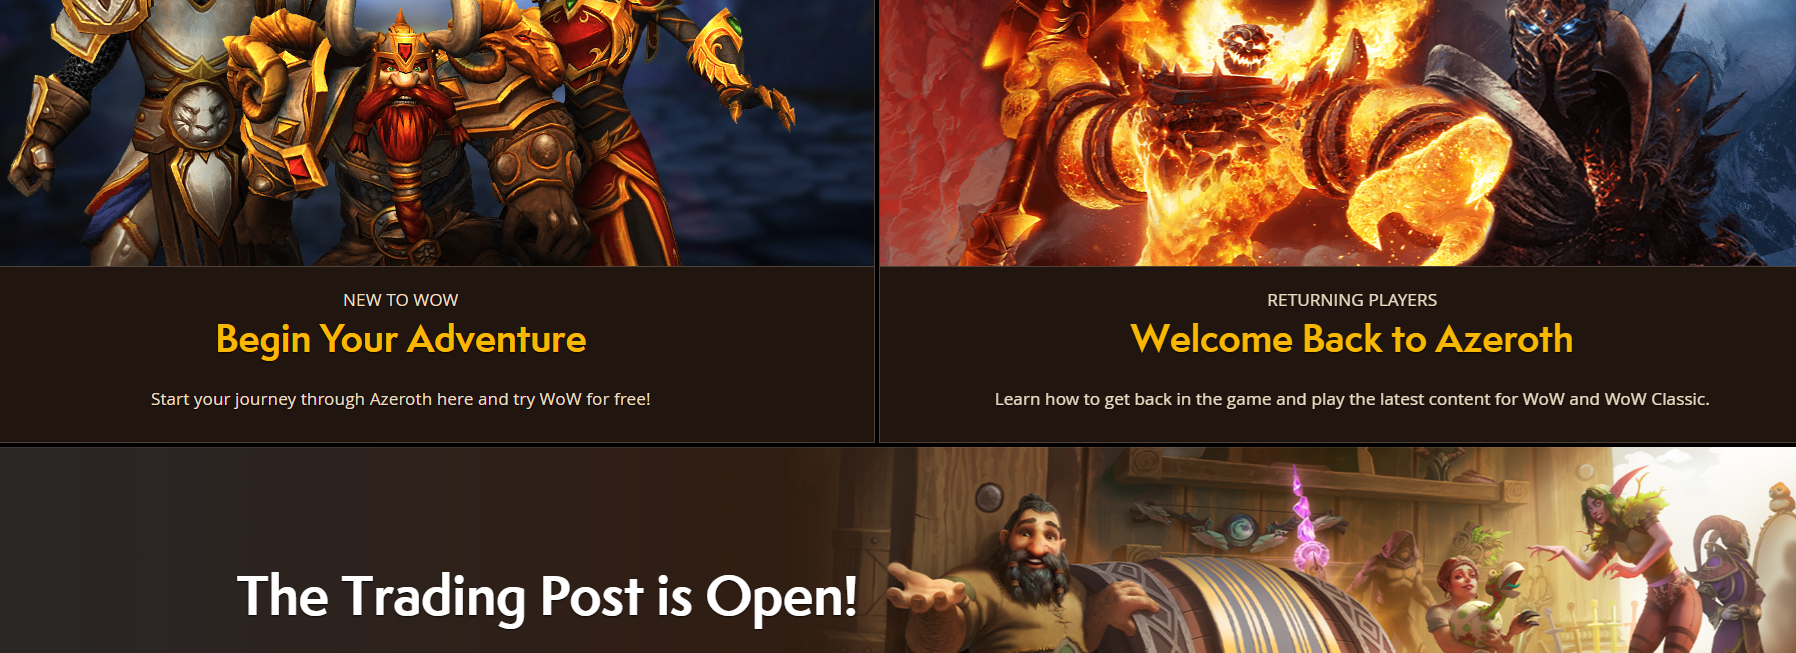 NEW TO WOW
Begin Your Adventure
Start your journey through Azeroth here and try WoW for free!
RETURNING PLAYERS
Welcome Back to Azeroth
Learn how to get back in the game and play the latest content for WoW and WoW Classic.
The Trading Post is Open!